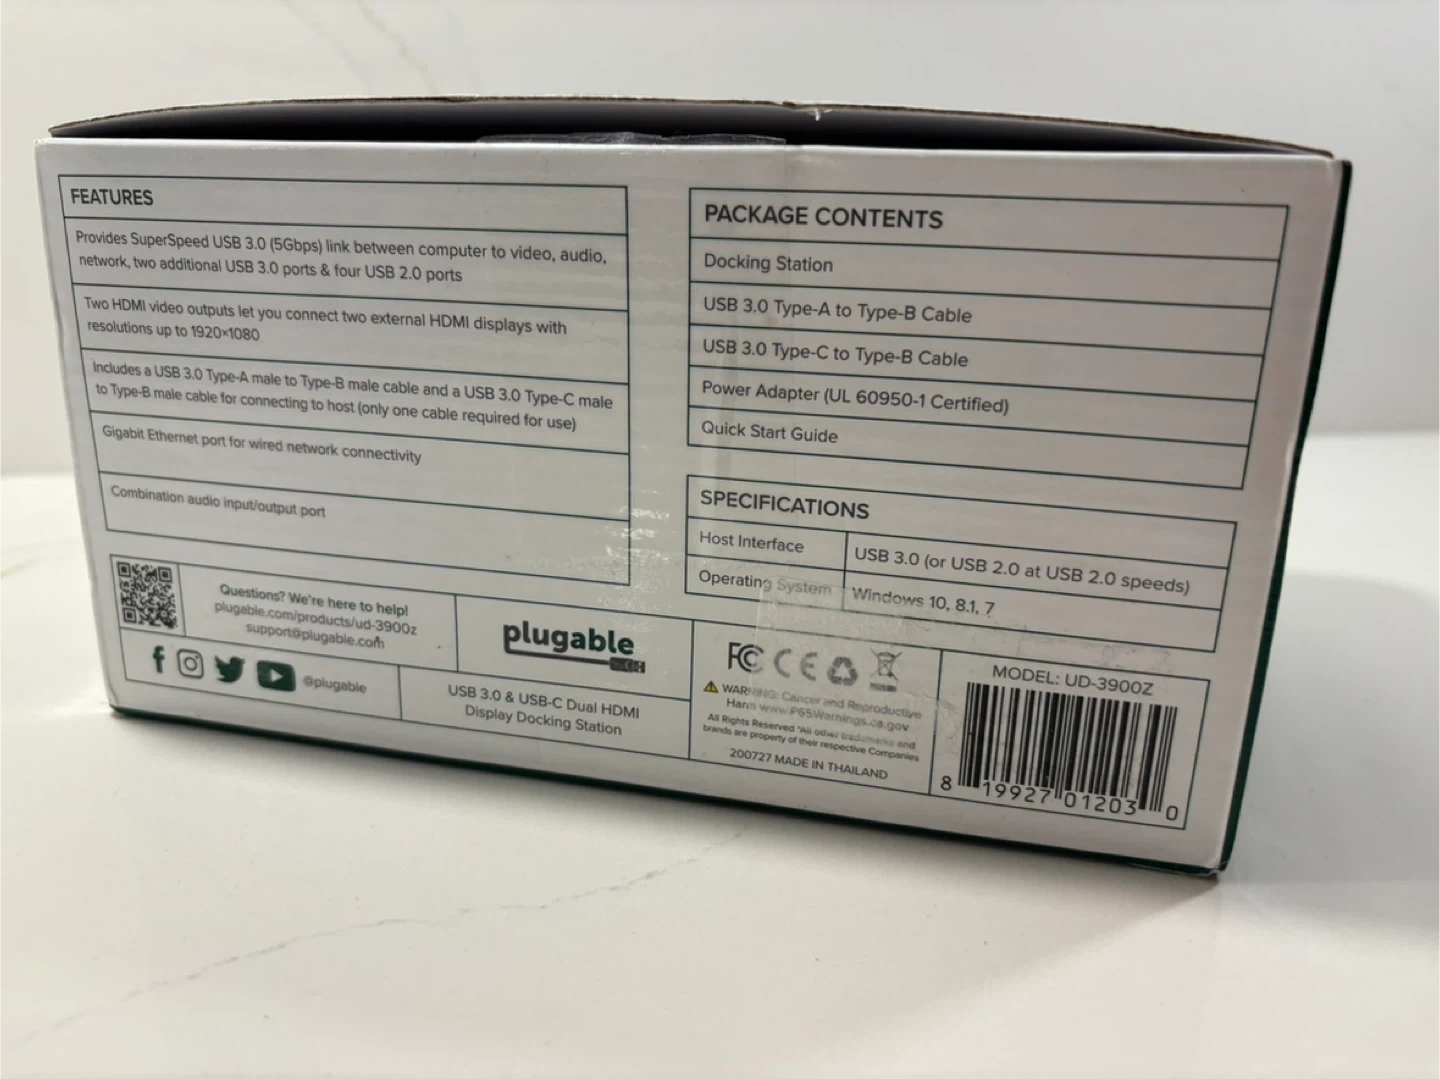 FEATURES
Provides SuperSpeed USB 3.0 (5Gbps) link between computer to video, audio,
network, two additional USB 3.0 ports & four USB 2.0 ports
Two HDMI video outputs let you connect two external HDMI displays with
resolutions up to 1920×1080
Includes a USB 3.0 Type-A male to Type-B male cable and a USB 3.0 Type-C male
to Type-B male cable for connecting to host (only one cable required for use)
Gigabit Ethernet port for wired network connectivity
Combination audio input/output port
Questions? We're here to help!
plugable.com/products/ud-3900z
support@plugable.com
@plugable
plugable
USB 3.0 & USB-C Dual HDMI
Display Docking Station
PACKAGE CONTENTS
Docking Station
USB 3.0 Type-A to Type-B Cable
USB 3.0 Type-C to Type-B Cable
Power Adapter (UL 60950-1 Certified)
Quick Start Guide
SPECIFICATIONS
Host Interface USB 3.0 (or USB 2.0 at USB 2.0 speeds)
Operating System Windows 10, 8.1, 7
FC CE
WARNING: Cancer and Reproductive
Harm www.P65Warnings.ca.gov
All Rights Reserved *All other trademarks and
brands are property of their respective Companies
200727 MADE IN THAILAND
MODEL: UD-3900Z
8 19927 01203 0